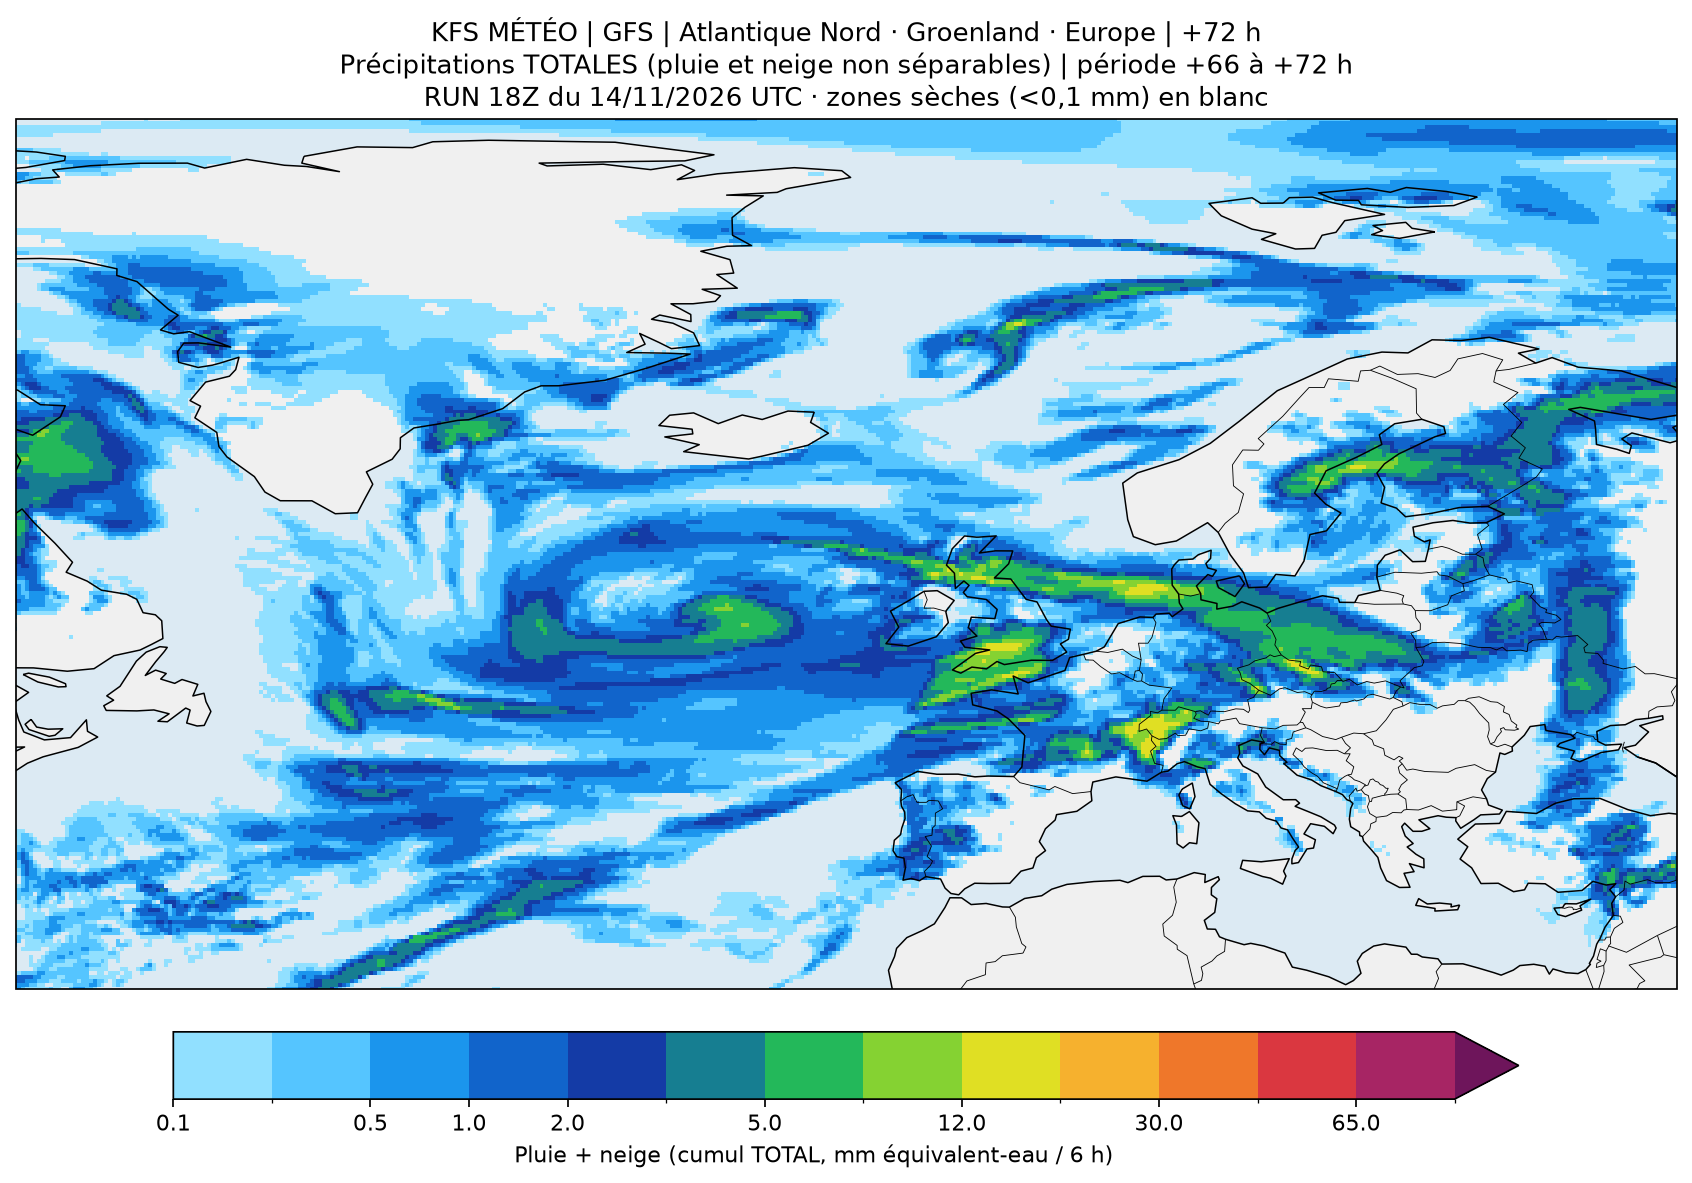 KFS MÉTÉO | GFS | Atlantique Nord · Groenland · Europe | +72 h
Précipitations TOTALES (pluie et neige non séparables) | période +66 à +72 h
RUN 18Z du 14/11/2026 UTC · zones sèches (<0,1 mm) en blanc
0.1 0.5 1.0 2.0 5.0 12.0 30.0 65.0
Pluie + neige (cumul TOTAL, mm équivalent-eau / 6 h)